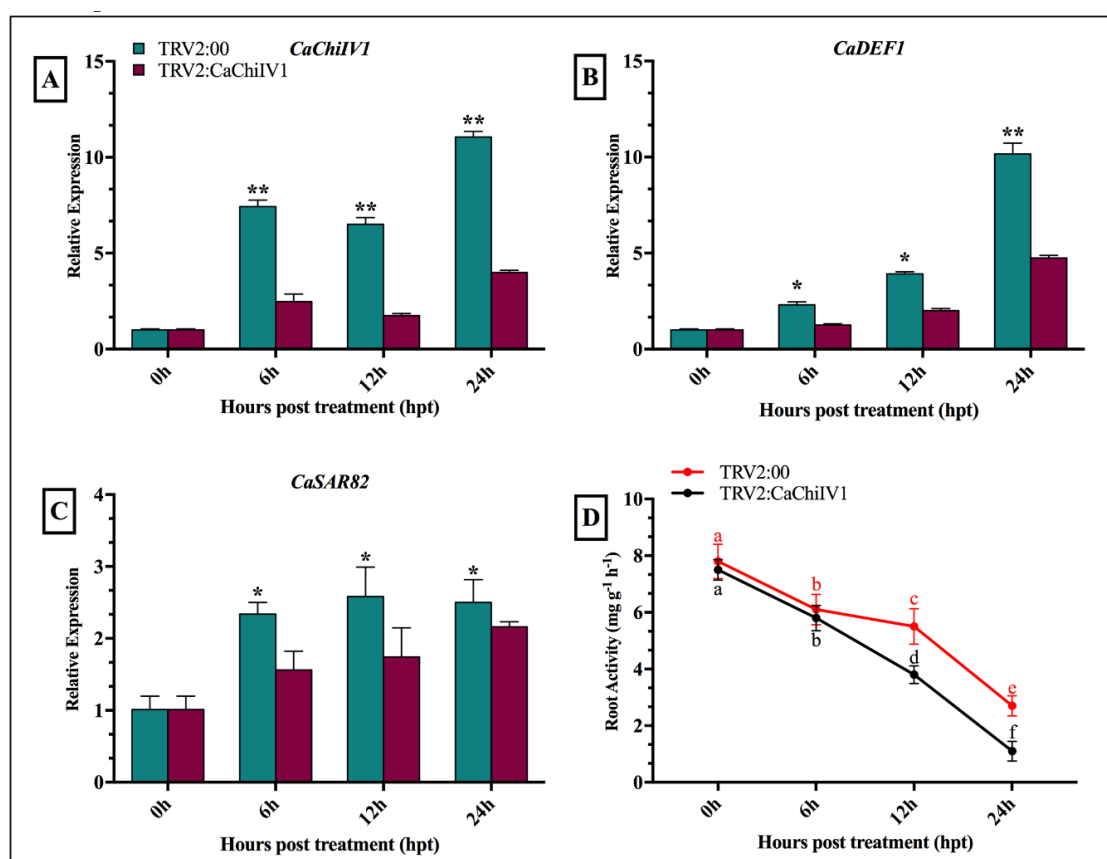 TRV2:00
TRV2:CaChiIV1
CaChiIV1
A
15
10
5
0
Relative Expression
**
**
**
0h
6h
12h
24h
Hours post treatment (hpt)
CaDEF1
B
15
10
5
0
Relative Expression
*
*
**
0h
6h
12h
24h
Hours post treatment (hpt)
CaSAR82
C
4
3
2
1
0
Relative Expression
*
*
*
0h
6h
12h
24h
Hours post treatment (hpt)
TRV2:00
TRV2:CaChiIV1
D
10
8
6
4
2
0
Root Activity (mg g⁻¹ h⁻¹)
a
a
b
b
c
d
e
f
0h
6h
12h
24h
Hours post treatment (hpt)